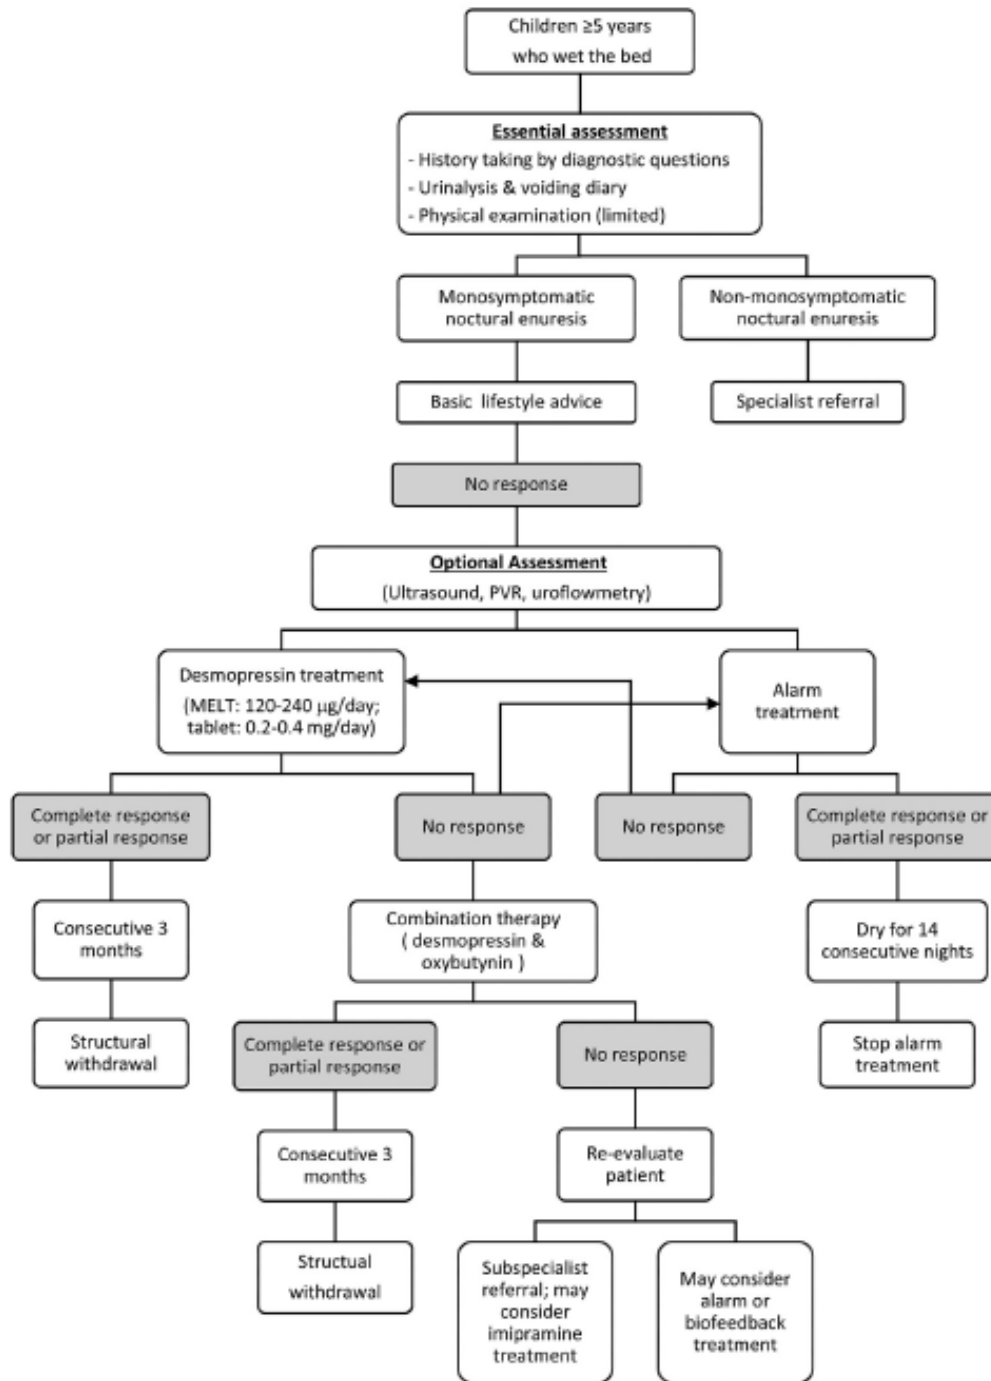 Children ≥5 years
who wet the bed
Essential assessment
- History taking by diagnostic questions
- Urinalysis & voiding diary
- Physical examination (limited)
Monosymptomatic
noctural enuresis
Non-monosymptomatic
noctural enuresis
Basic lifestyle advice
Specialist referral
No response
Optional Assessment
(Ultrasound, PVR, uroflowmetry)
Desmopressin treatment
(MELT: 120-240 µg/day;
tablet: 0.2-0.4 mg/day)
Alarm
treatment
Complete response
or partial response
No response
No response
Complete response or
partial response
Consecutive 3
months
Combination therapy
( desmopressin &
oxybutynin )
Dry for 14
consecutive nights
Structural
withdrawal
Complete response or
partial response
No response
Stop alarm
treatment
Consecutive 3
months
Re-evaluate
patient
Structual
withdrawal
Subspecialist
referral; may
consider
imipramine
treatment
May consider
alarm or
biofeedback
treatment